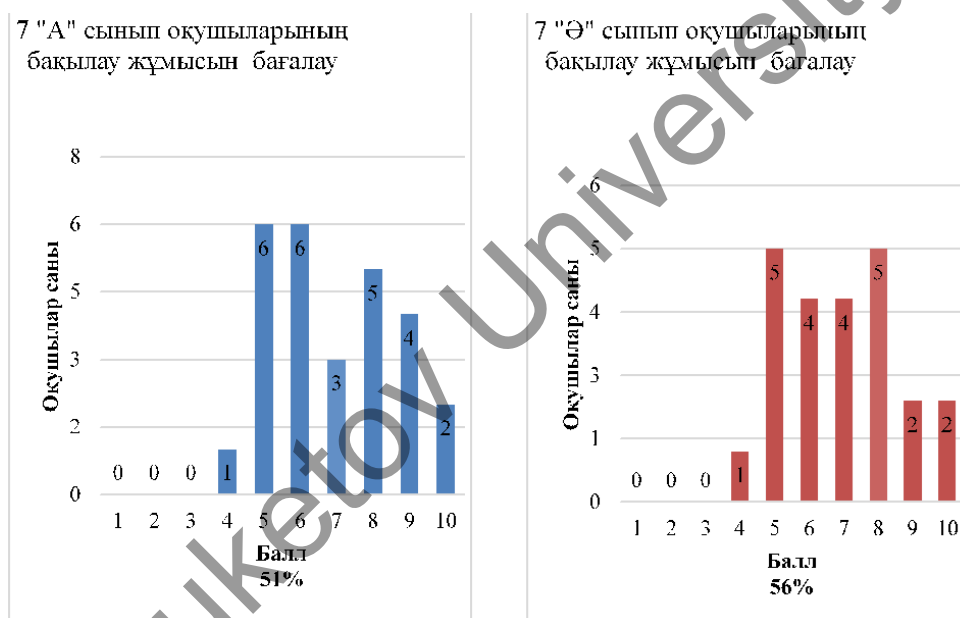 7 "А" сынып оқушыларының
бақылау жұмысын бағалау
8
6
5
3
2
0
Оқушылар саны
0 0 0 1 6 6 3 5 4 2
1 2 3 4 5 6 7 8 9 10
Балл
51%
7 "Ә" сынып оқушыларының
бақылау жұмысын бағалау
6
5
4
3
1
0
Оқушылар саны
0 0 0 1 5 4 4 5 2 2
1 2 3 4 5 6 7 8 9 10
Балл
56%
uketov University